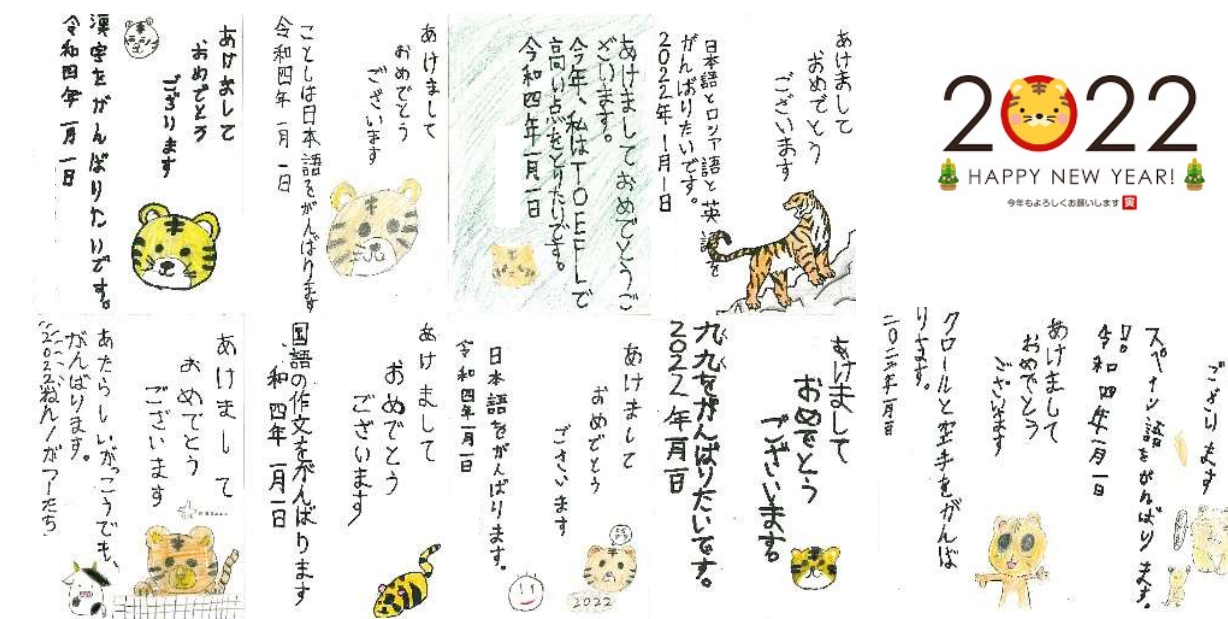 あけまして
おめでとう
ございます
漢字をがんばりたいです。
令和四年一月一日
あけまして
おめでとう
ございます
ことしは日本語をがんばります
令和四年一月一日
あけましておめでとうご
ざいます。
今年、私はTOEFLで
高い点をとりたいです。
令和四年一月一日
あけまして
おめでとう
ございます
日本語とロシア語と英語を
がんばりたいです。
2022年1月1日
2022
HAPPY NEW YEAR!
今年もよろしくお願いします 寅
あけまして
おめでとう
ございます
あたらしいがっこうでも、
がんばります。
2022ねん
あけまして
おめでとう
ございます
国語の作文をがんばります
和四年一月一日
あけまして
おめでとう
ございます
日本語をがんばります。
令和四年一月一日
2022
あけまして
おめでとう
ございます。
九九をがんばりたいです。
2022年一月一日
あけまして
おめでとう
ございます
クロールと空手をがんば
ります。
二〇二二年一月一日
ございます
スペイン語をがんばります。
令和四年一月一日